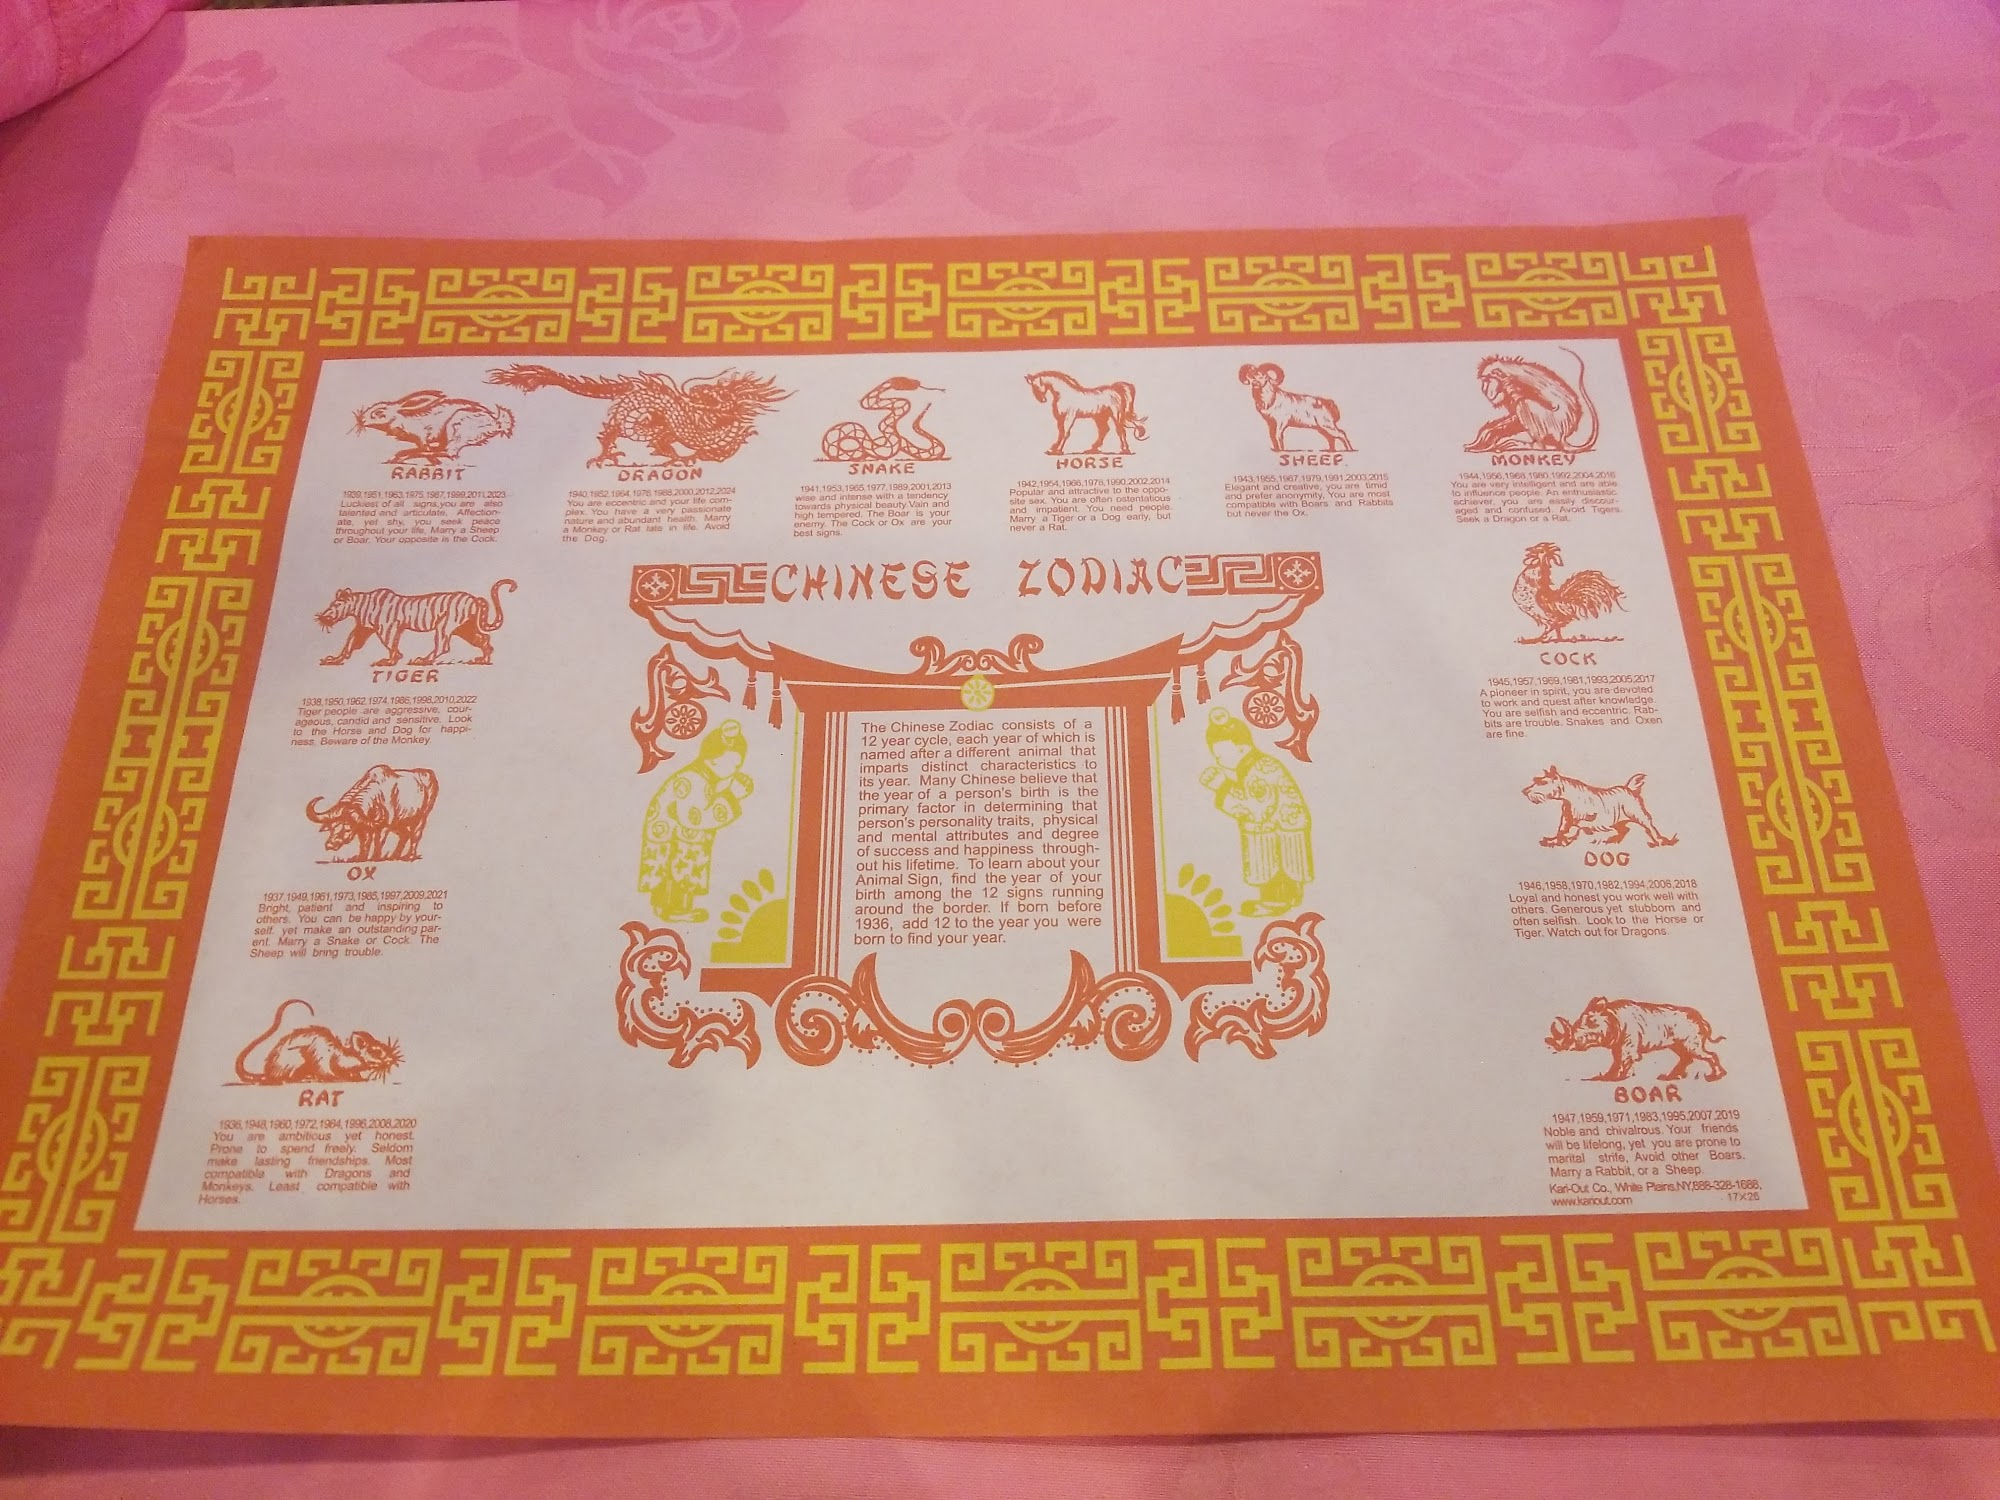 RABBIT
1939,1951,1963,1975,1987,1999,2011,2023
Luckiest of all signs, you are also
talented and articulate. Affection-
ate, yet shy, you seek peace
throughout your life. Marry a Sheep
or Boar. Your opposite is the Cock.
DRAGON
1940,1952,1964,1976,1988,2000,2012,2024
You are eccentric and your life com-
plex. You have a very passionate
nature and abundant health. Marry
a Monkey or Rat late in life. Avoid
the Dog.
SNAKE
1941,1953,1965,1977,1989,2001,2013
wise and intense with a tendency
towards physical beauty. Vain and
high tempered. The Boar is your
enemy. The Cock or Ox are your
best signs.
HORSE
1942,1954,1966,1978,1990,2002,2014
Popular and attractive to the oppo-
site sex. You are often ostentatious
and impatient. You need people.
Marry a Tiger or a Dog early, but
never a Rat.
SHEEP
1943,1955,1967,1979,1991,2003,2015
Elegant and creative, you are timid
and prefer anonymity. You are most
compatible with Boars and Rabbits
but never the Ox.
MONKEY
1944,1956,1968,1980,1992,2004,2016
You are very intelligent and are able
to influence people. An enthusiastic
achiever, you are easily discour-
aged and confused. Avoid Tigers.
Seek a Dragon or a Rat.
TIGER
1938,1950,1962,1974,1986,1998,2010,2022
Tiger people are aggressive, cour-
ageous, candid and sensitive. Look
to the Horse and Dog for happi-
ness. Beware of the Monkey.
OX
1937,1949,1961,1973,1985,1997,2009,2021
Bright, patient and inspiring to
others. You can be happy by your-
self, yet make an outstanding par-
ent. Marry a Snake or Cock. The
Sheep will bring trouble.
RAT
1936,1948,1960,1972,1984,1996,2008,2020
You are ambitious yet honest.
Prone to spend freely. Seldom
make lasting friendships. Most
compatible with Dragons and
Monkeys. Least compatible with
Horses.
CHINESE ZODIAC
The Chinese Zodiac consists of a
12 year cycle, each year of which is
named after a different animal that
imparts distinct characteristics to
its year. Many Chinese believe that
the year of a person's birth is the
primary factor in determining that
person's personality traits, physical
and mental attributes and degree
of success and happiness through-
out his lifetime. To learn about your
Animal Sign, find the year of your
birth among the 12 signs running
around the border. If born before
1936, add 12 to the year you were
born to find your year.
COCK
1945,1957,1969,1981,1993,2005,2017
A pioneer in spirit, you are devoted
to work and quest after knowledge.
You are selfish and eccentric. Rab-
bits are trouble. Snakes and Oxen
are fine.
DOG
1946,1958,1970,1982,1994,2006,2018
Loyal and honest you work well with
others. Generous yet stubborn and
often selfish. Look to the Horse or
Tiger. Watch out for Dragons.
BOAR
1947,1959,1971,1983,1995,2007,2019
Noble and chivalrous. Your friends
will be lifelong, yet you are prone to
marital strife, Avoid other Boars.
Marry a Rabbit, or a Sheep.
Kari-Out Co., White Plains,NY,888-328-1688,
www.kariout.com 17X26